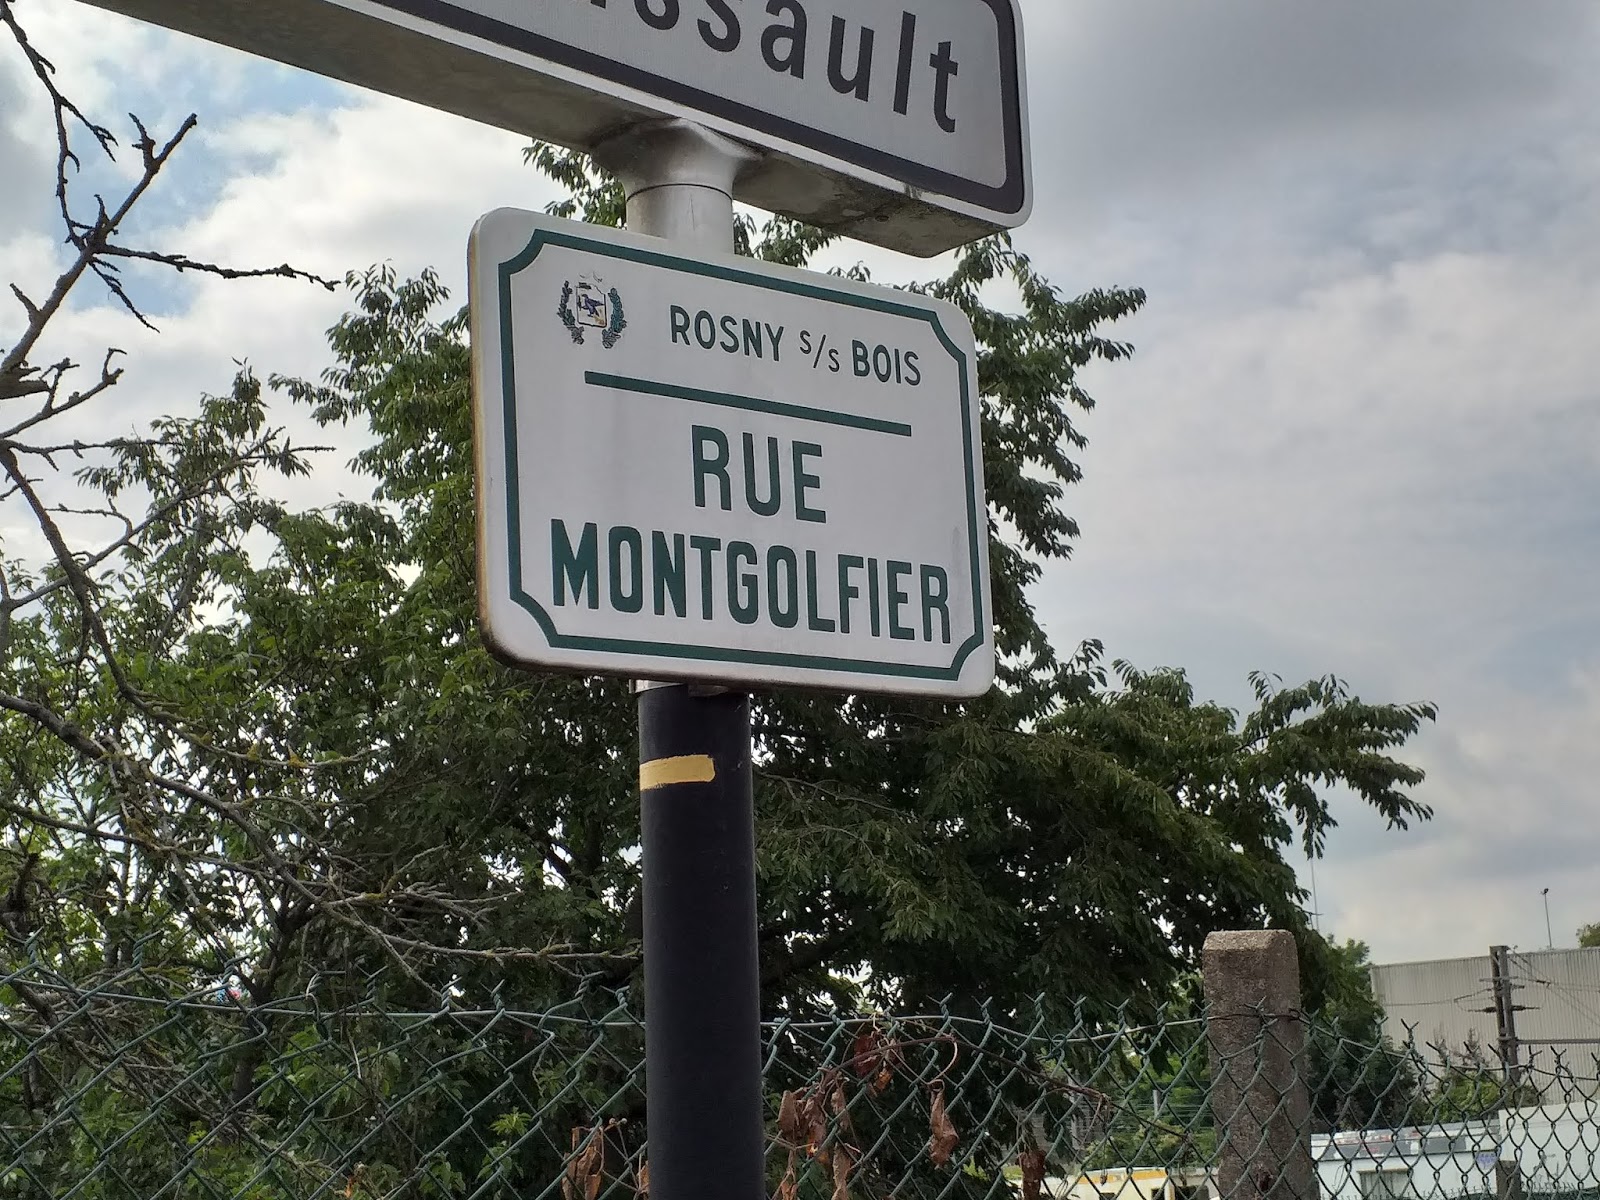 ROSNY s/s BOIS
RUE
MONTGOLFIER